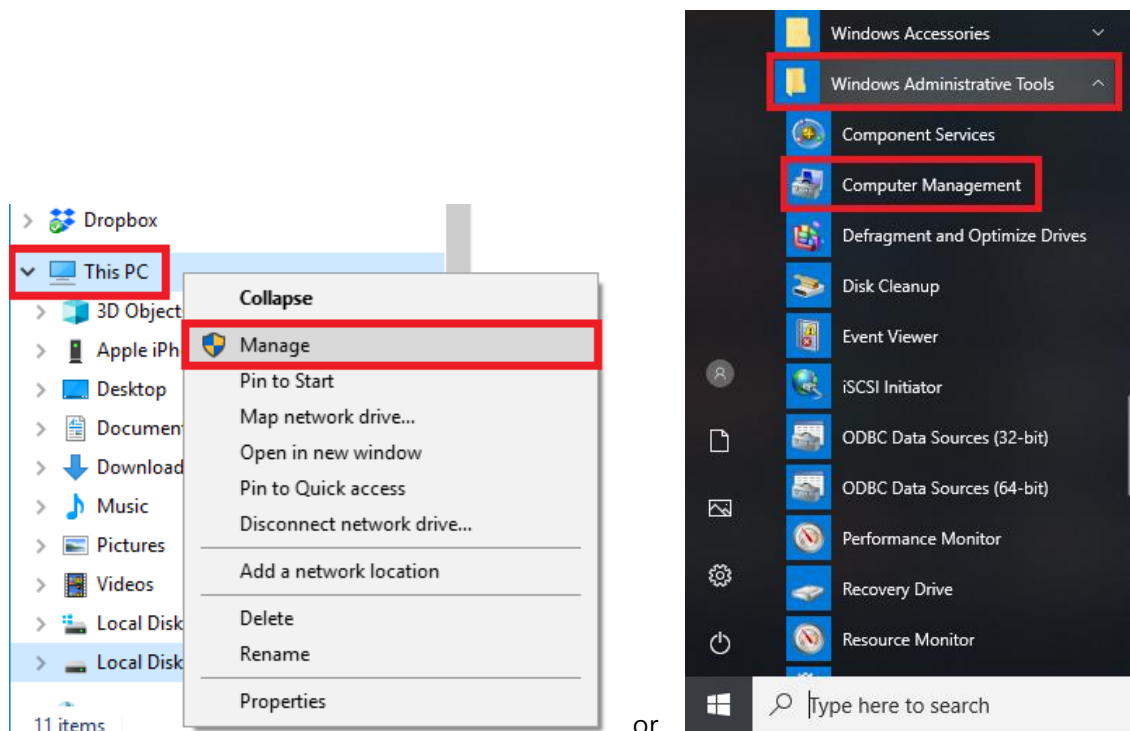 Dropbox
This PC
3D Object
Apple iPh
Desktop
Documen
Download
Music
Pictures
Videos
Local Disk
Local Disk
11 items
Collapse
Manage
Pin to Start
Map network drive...
Open in new window
Pin to Quick access
Disconnect network drive...
Add a network location
Delete
Rename
Properties
or
Windows Accessories
Windows Administrative Tools
Component Services
Computer Management
Defragment and Optimize Drives
Disk Cleanup
Event Viewer
iSCSI Initiator
ODBC Data Sources (32-bit)
ODBC Data Sources (64-bit)
Performance Monitor
Recovery Drive
Resource Monitor
Type here to search